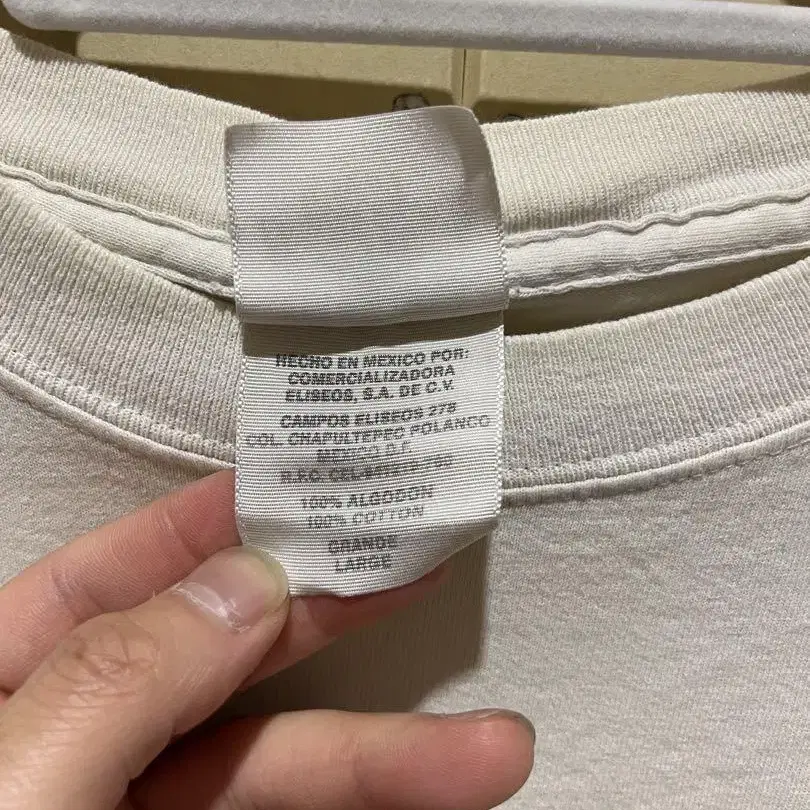 HECHO EN MEXICO POR:
COMERCIALIZADORA
ELISEOS, S.A. DE C.V.
CAMPOS ELISEOS 275
COL. CHAPULTEPEC POLANCO
MEXICO D.F.
R.F.C.
100% ALGODON
100% COTTON
GRANDE
LARGE